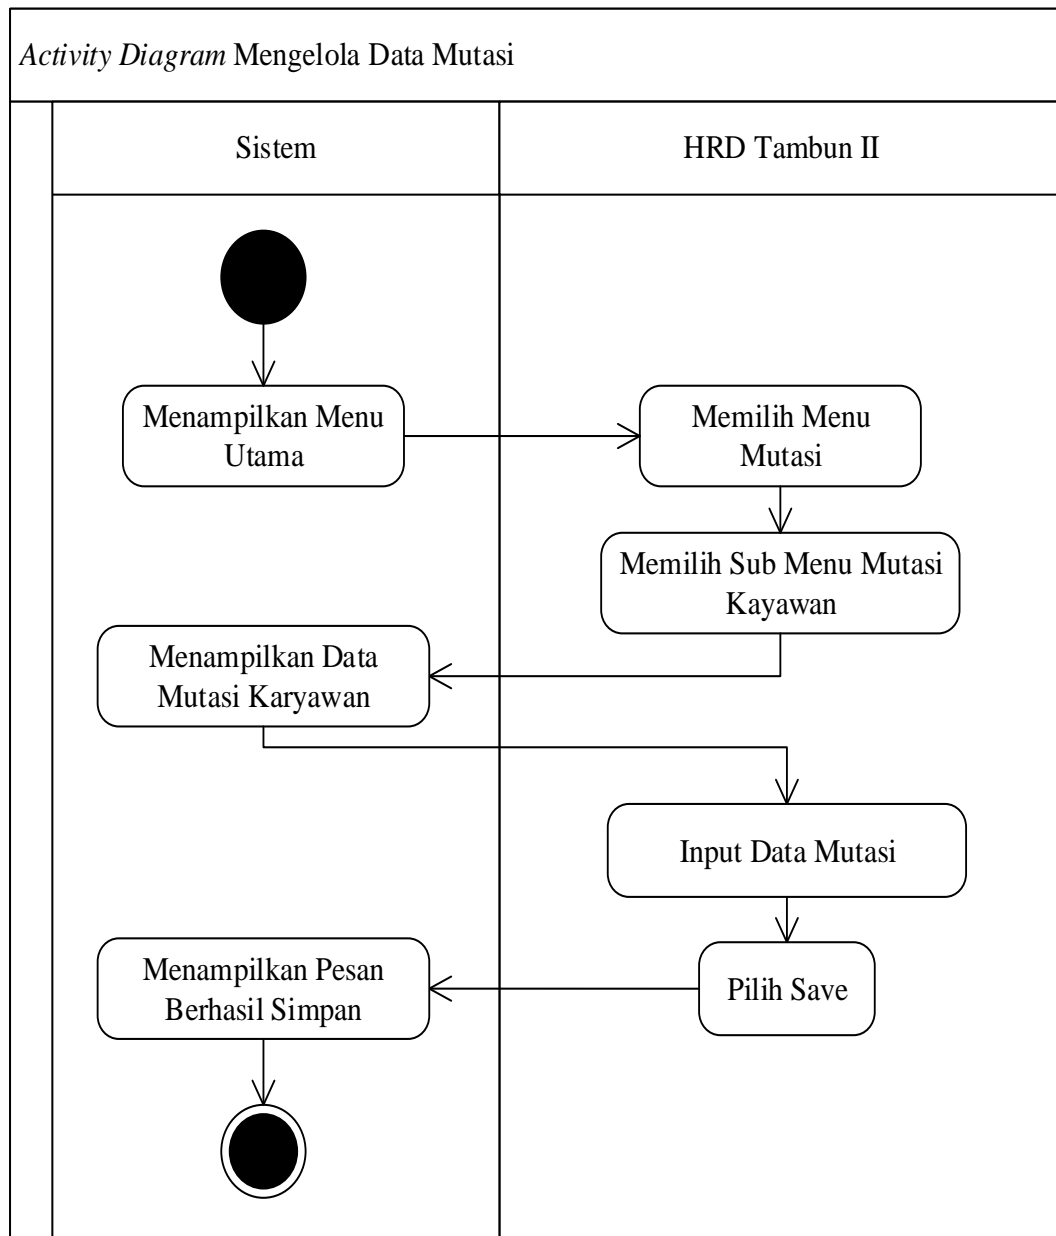 Activity Diagram Mengelola Data Mutasi
Sistem
HRD Tambun II
Menampilkan Menu
Utama
Memilih Menu
Mutasi
Memilih Sub Menu Mutasi
Kayawan
Menampilkan Data
Mutasi Karyawan
Input Data Mutasi
Menampilkan Pesan
Berhasil Simpan
Pilih Save